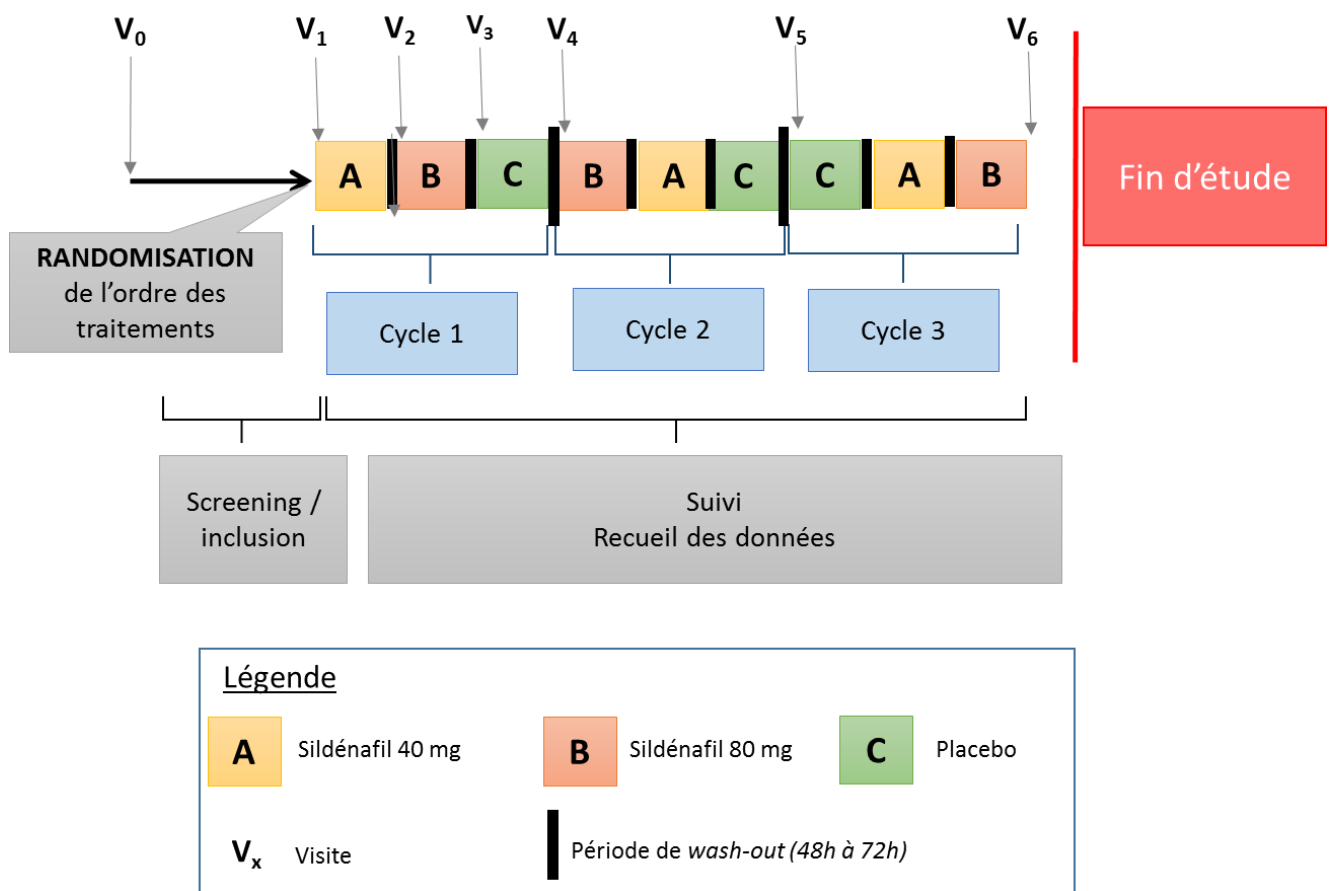 V0 V1 V2 V3 V4 V5 V6
A B C B A C C A B
Fin d’étude
RANDOMISATION
de l’ordre des
traitements
Cycle 1
Cycle 2
Cycle 3
Screening /
inclusion
Suivi
Recueil des données
Légende
A Sildénafil 40 mg
B Sildénafil 80 mg
C Placebo
Vx Visite
Période de wash-out (48h à 72h)